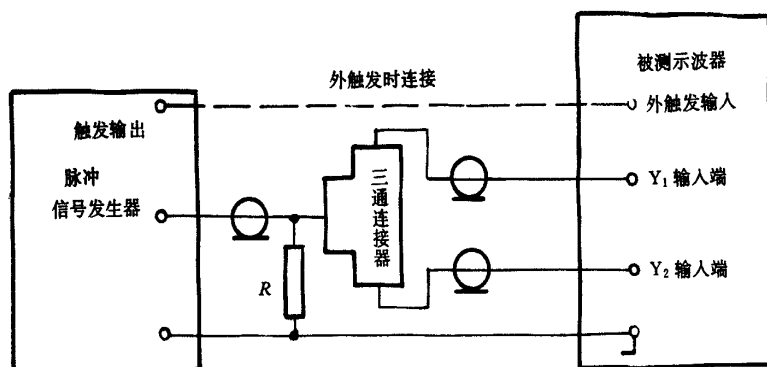 被测示波器
外触发时连接
外触发输入
触发输出
脉冲
信号发生器
三通连接器
Y₁ 输入端
R
Y₂ 输入端